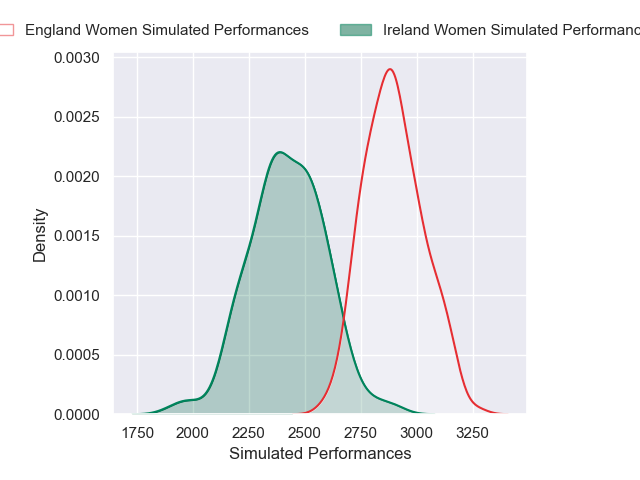 England Women Simulated Performances Ireland Women Simulated Performanc
0.0030
0.0025
0.0020
0.0015
0.0010
0.0005
0.0000
Density
1750 2000 2250 2500 2750 3000 3250
Simulated Performances